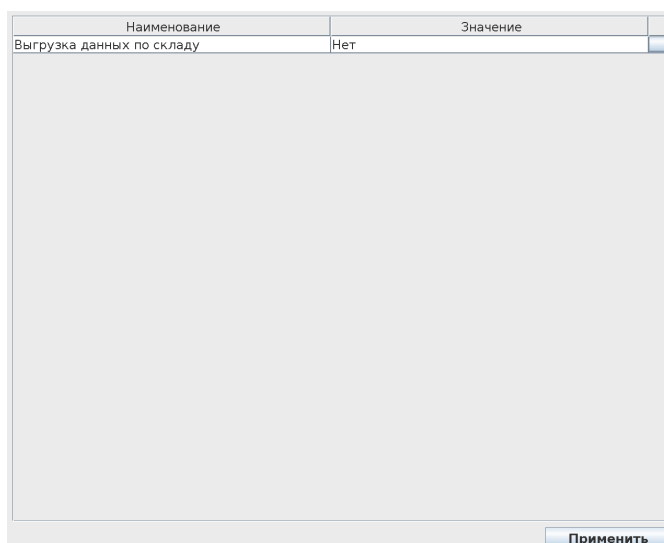 Наименование Значение
Выгрузка данных по складу Нет
Применить